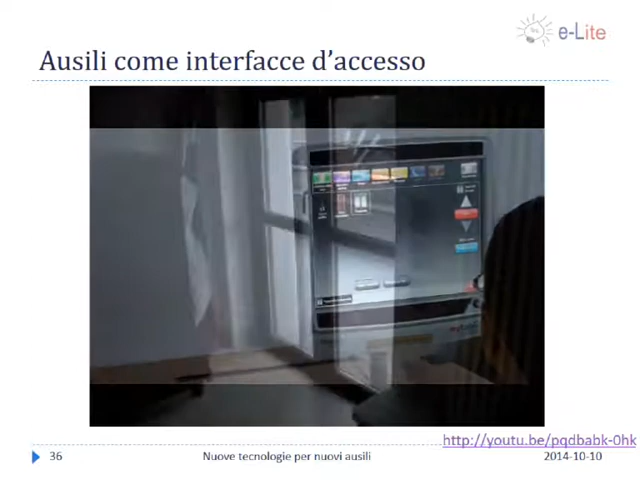 e-Lite
Ausili come interfacce d’accesso
http://youtu.be/pqdbabk-0hk
36
Nuove tecnologie per nuovi ausili
2014-10-10